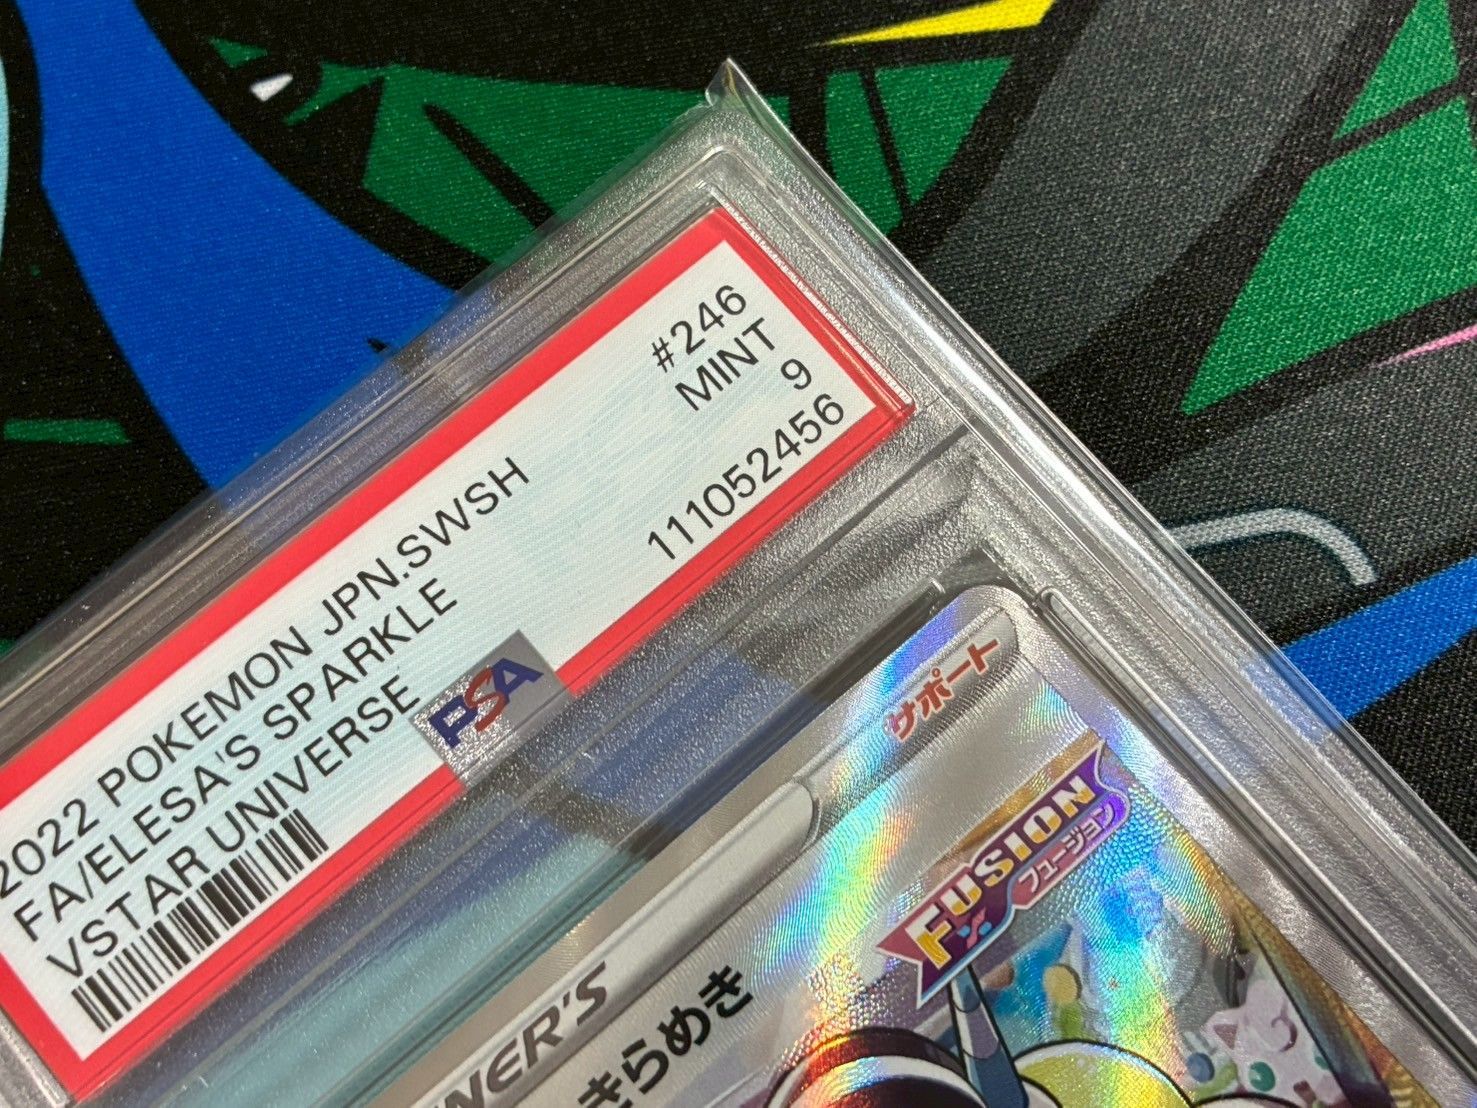 2022 POKEMON JPN.SWSH
#246
FA/ELESA'S SPARKLE
MINT
VSTAR UNIVERSE
9
PSA
111052456
サポート
FUSION
フュージョン
きらめき